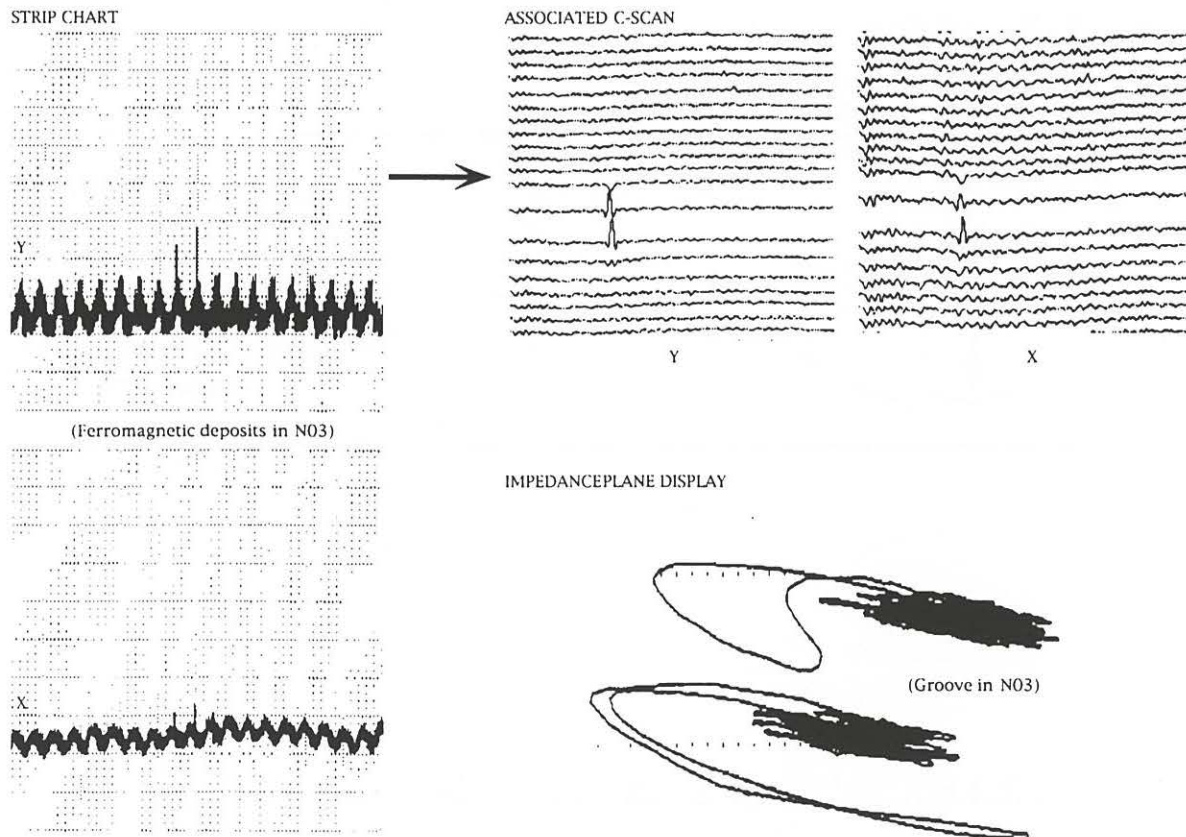 STRIP CHART
Y
(Ferromagnetic deposits in N03)
X
ASSOCIATED C-SCAN
Y
X
IMPEDANCEPLANE DISPLAY
(Groove in N03)